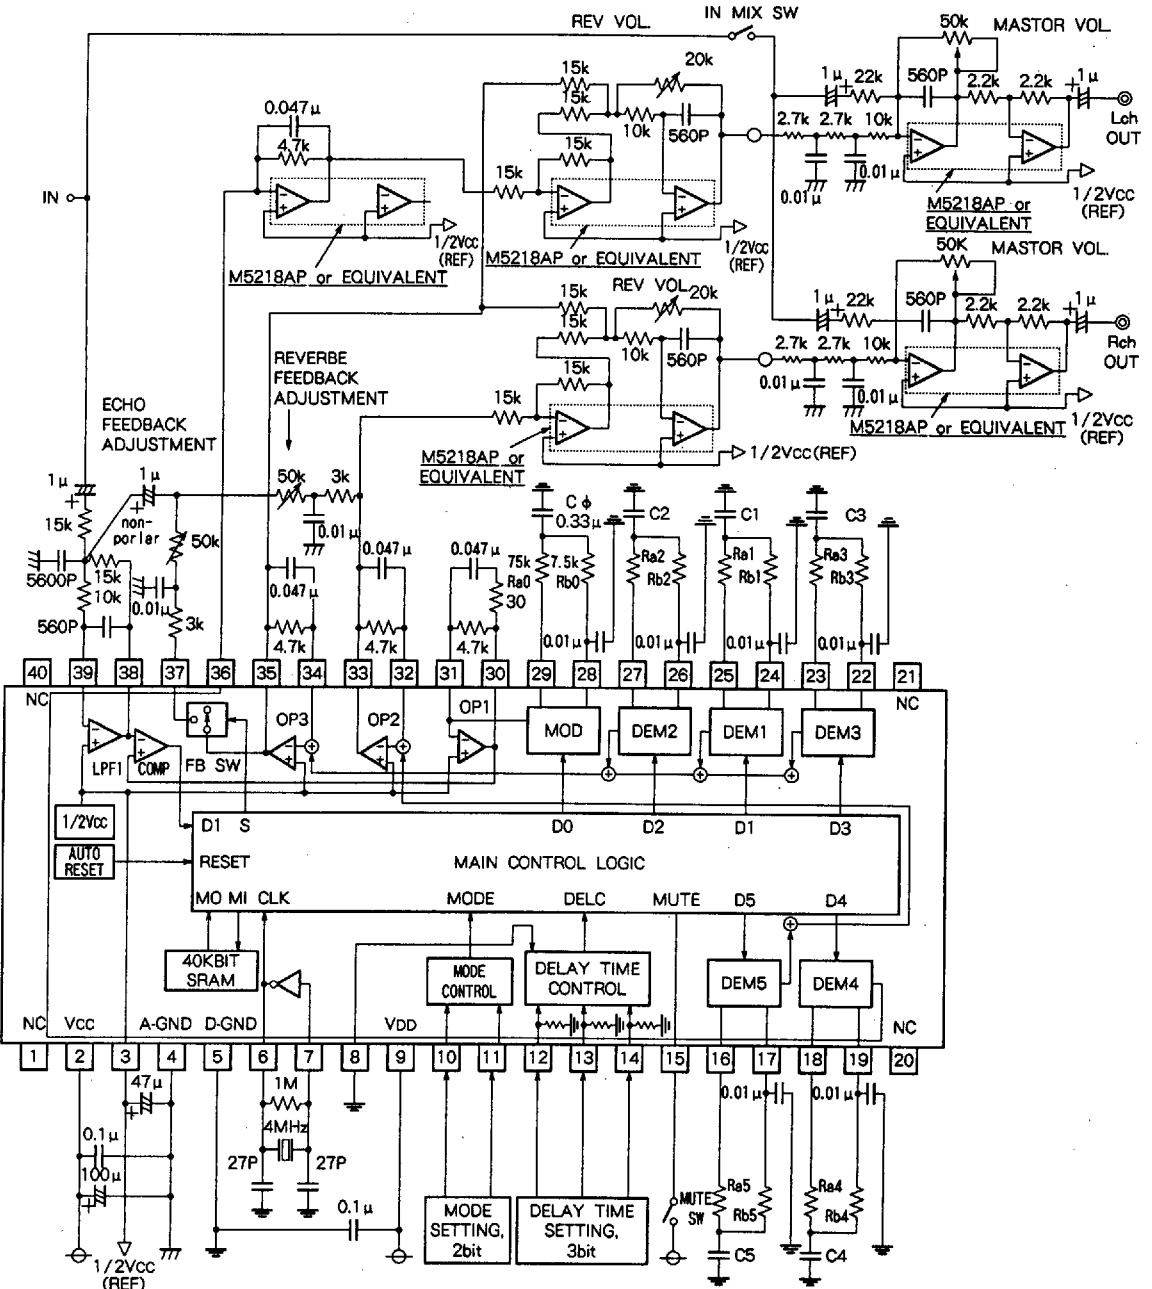 IN MIX SW
REV VOL.
50k
MASTOR VOL.
15k
20k
1μ
+
22k
560P
2.2k
2.2k
+
1μ
0.047μ
15k
2.7k
2.7k
10k
Lch
OUT
4.7k
10k
560P
15k
15k
0.01μ
0.01μ
IN
M5218AP or
EQUIVALENT
1/2VCC
(REF)
1/2VCC
(REF)
M5218AP or EQUIVALENT
1/2VCC
(REF)
M5218AP or EQUIVALENT
50K
MASTOR VOL.
REV VOL.
15k
20k
1μ
+
22k
560P
2.2k
2.2k
+
1μ
15k
10k
560P
2.7k
2.7k
10k
Rch
OUT
REVERBE
FEEDBACK
ADJUSTMENT
15k
15k
0.01μ
0.01μ
1/2VCC
(REF)
M5218AP or EQUIVALENT
ECHO
FEEDBACK
ADJUSTMENT
M5218AP or
EQUIVALENT
1/2VCC(REF)
1μ
+
1μ
+
non-
porlar
50k
3k
15k
50k
0.01μ
Cϕ
0.33μ
C2
C1
C3
5600P
15k
10k
0.01μ
0.047μ
0.047μ
0.047μ
30
75k
Ra0
7.5k
Rb0
Ra2
Rb2
Ra1
Rb1
Ra3
Rb3
560P
3k
4.7k
4.7k
4.7k
0.01μ
0.01μ
0.01μ
0.01μ
40
39
38
37
36
35
34
33
32
31
30
29
28
27
26
25
24
23
22
21
NC
NC
OP3
OP2
OP1
MOD
DEM2
DEM1
DEM3
LPF1
COMP
FB SW
1/2VCC
D1
S
D0
D2
D1
D3
AUTO
RESET
RESET
MAIN CONTROL LOGIC
MO
MI
CLK
MODE
DELC
MUTE
D5
D4
40KBIT
SRAM
MODE
CONTROL
DELAY TIME
CONTROL
DEM5
DEM4
NC
VCC
A-GND
D-GND
VDD
NC
1
2
3
4
5
6
7
8
9
10
11
12
13
14
15
16
17
18
19
20
47μ
+
1M
0.01μ
0.01μ
4MHz
0.1μ
27P
27P
100μ
+
0.1μ
MODE
SETTING,
2bit
DELAY TIME
SETTING,
3bit
MUTE
SW
Ra5
Rb5
Ra4
Rb4
C5
C4
1/2VCC
(REF)